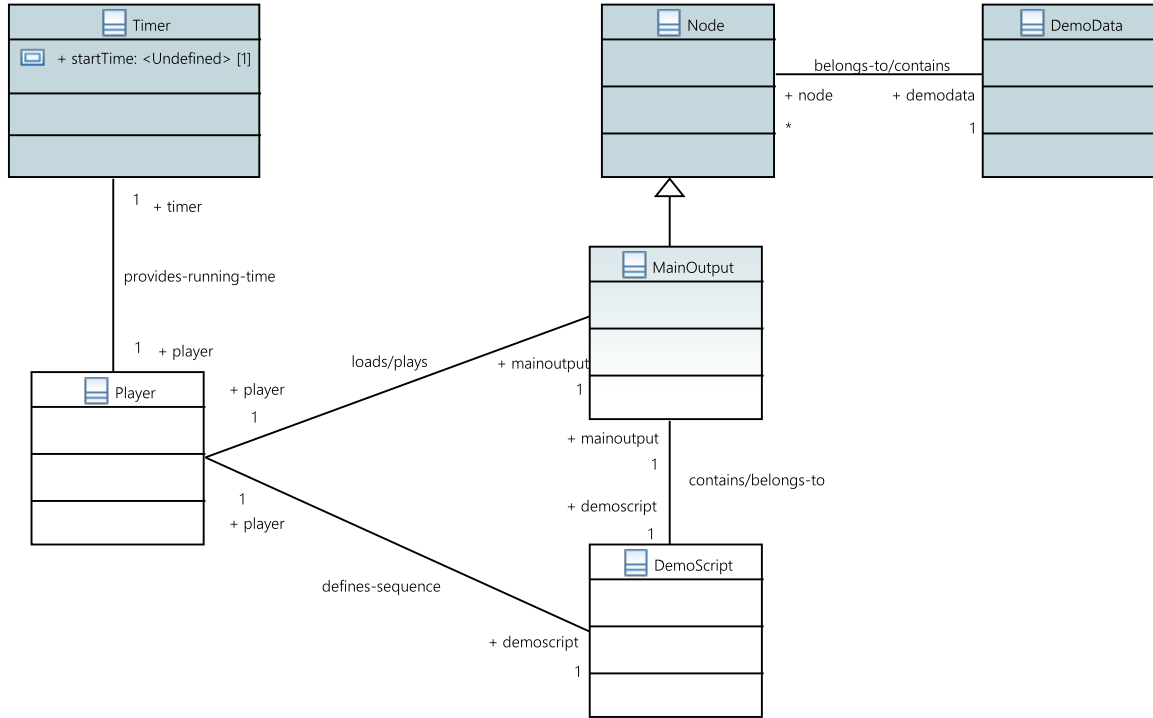 Timer
+ startTime: <Undefined> [1]
Node
DemoData
belongs-to/contains
+ node
+ demodata
*
1
1
+ timer
provides-running-time
1
+ player
MainOutput
loads/plays
+ mainoutput
1
+ player
1
Player
+ mainoutput
1
contains/belongs-to
1
+ player
+ demoscript
1
DemoScript
defines-sequence
+ demoscript
1